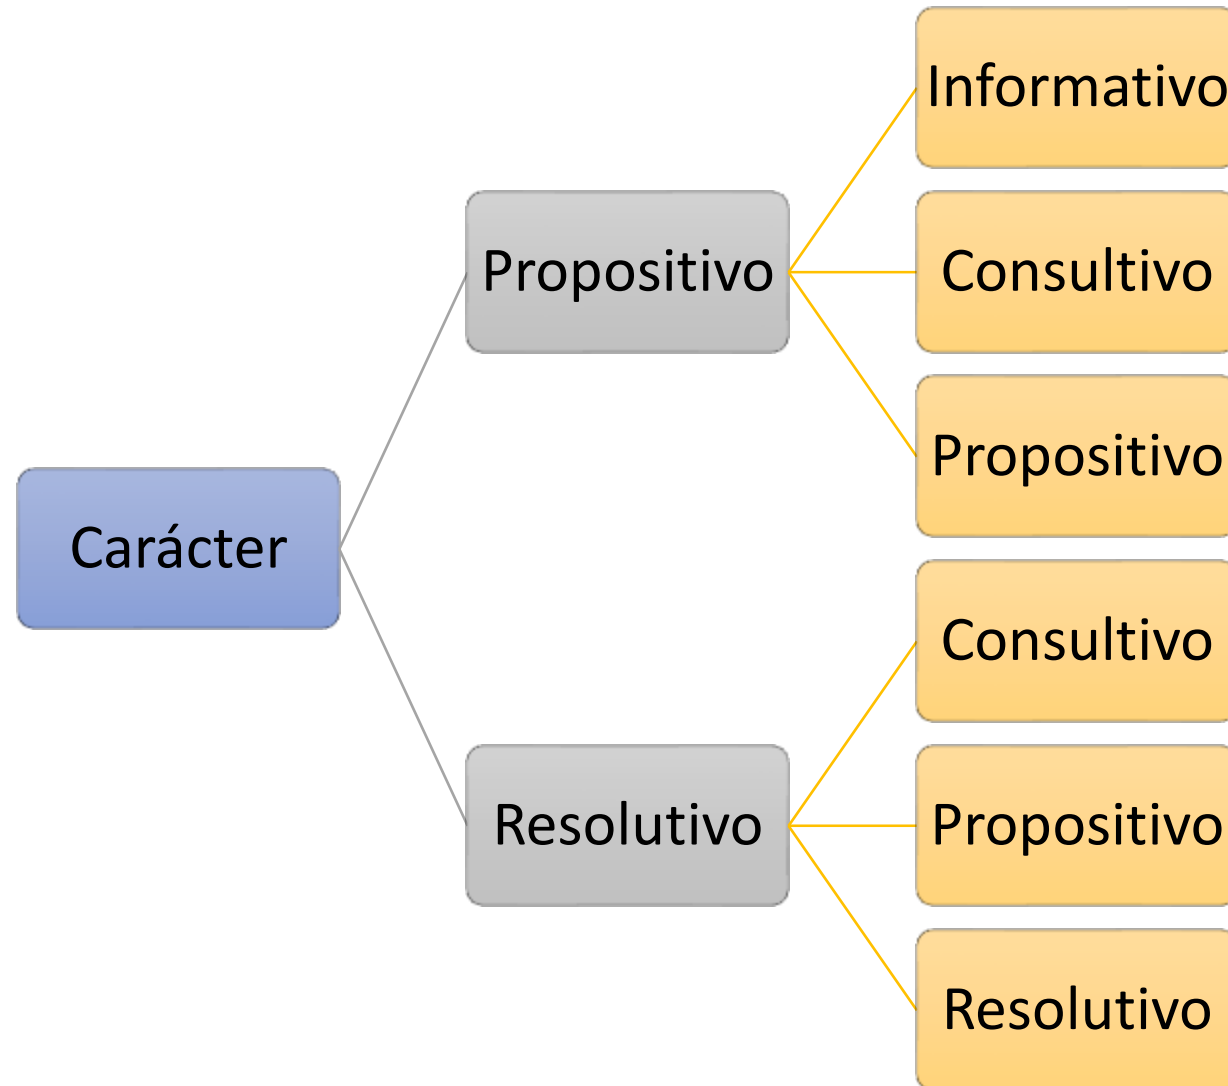 Carácter
Propositivo
Informativo
Consultivo
Propositivo
Resolutivo
Consultivo
Propositivo
Resolutivo